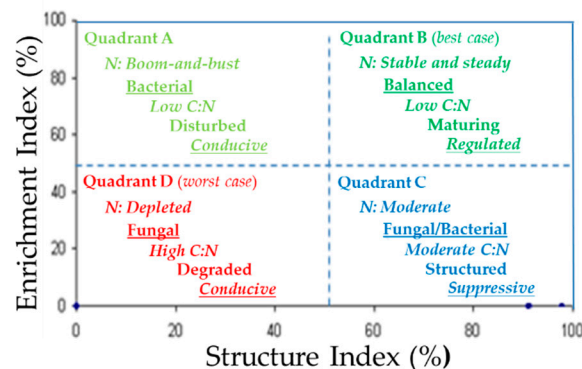 Enrichment Index (%)
100
80
60
40
20
0
Quadrant A
N: Boom-and-bust
Bacterial
Low C:N
Disturbed
Conducive
Quadrant B (best case)
N: Stable and steady
Balanced
Low C:N
Maturing
Regulated
Quadrant D (worst case)
N: Depleted
Fungal
High C:N
Degraded
Conducive
Quadrant C
N: Moderate
Fungal/Bacterial
Moderate C:N
Structured
Suppressive
0 20 40 60 80 100
Structure Index (%)